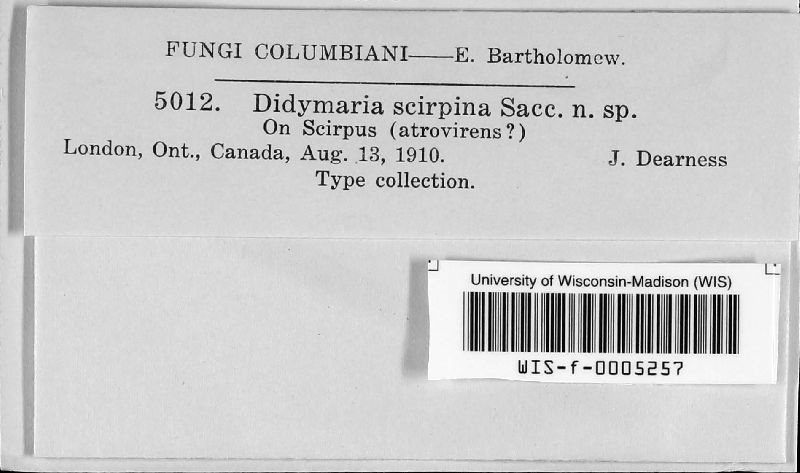 FUNGI COLUMBIANI——E. Bartholomew.
5012. Didymaria scirpina Sacc. n. sp.
On Scirpus (atrovirens?)
London, Ont., Canada, Aug. 13, 1910. J. Dearness
Type collection.
University of Wisconsin-Madison (WIS)
WIS-f-0005257